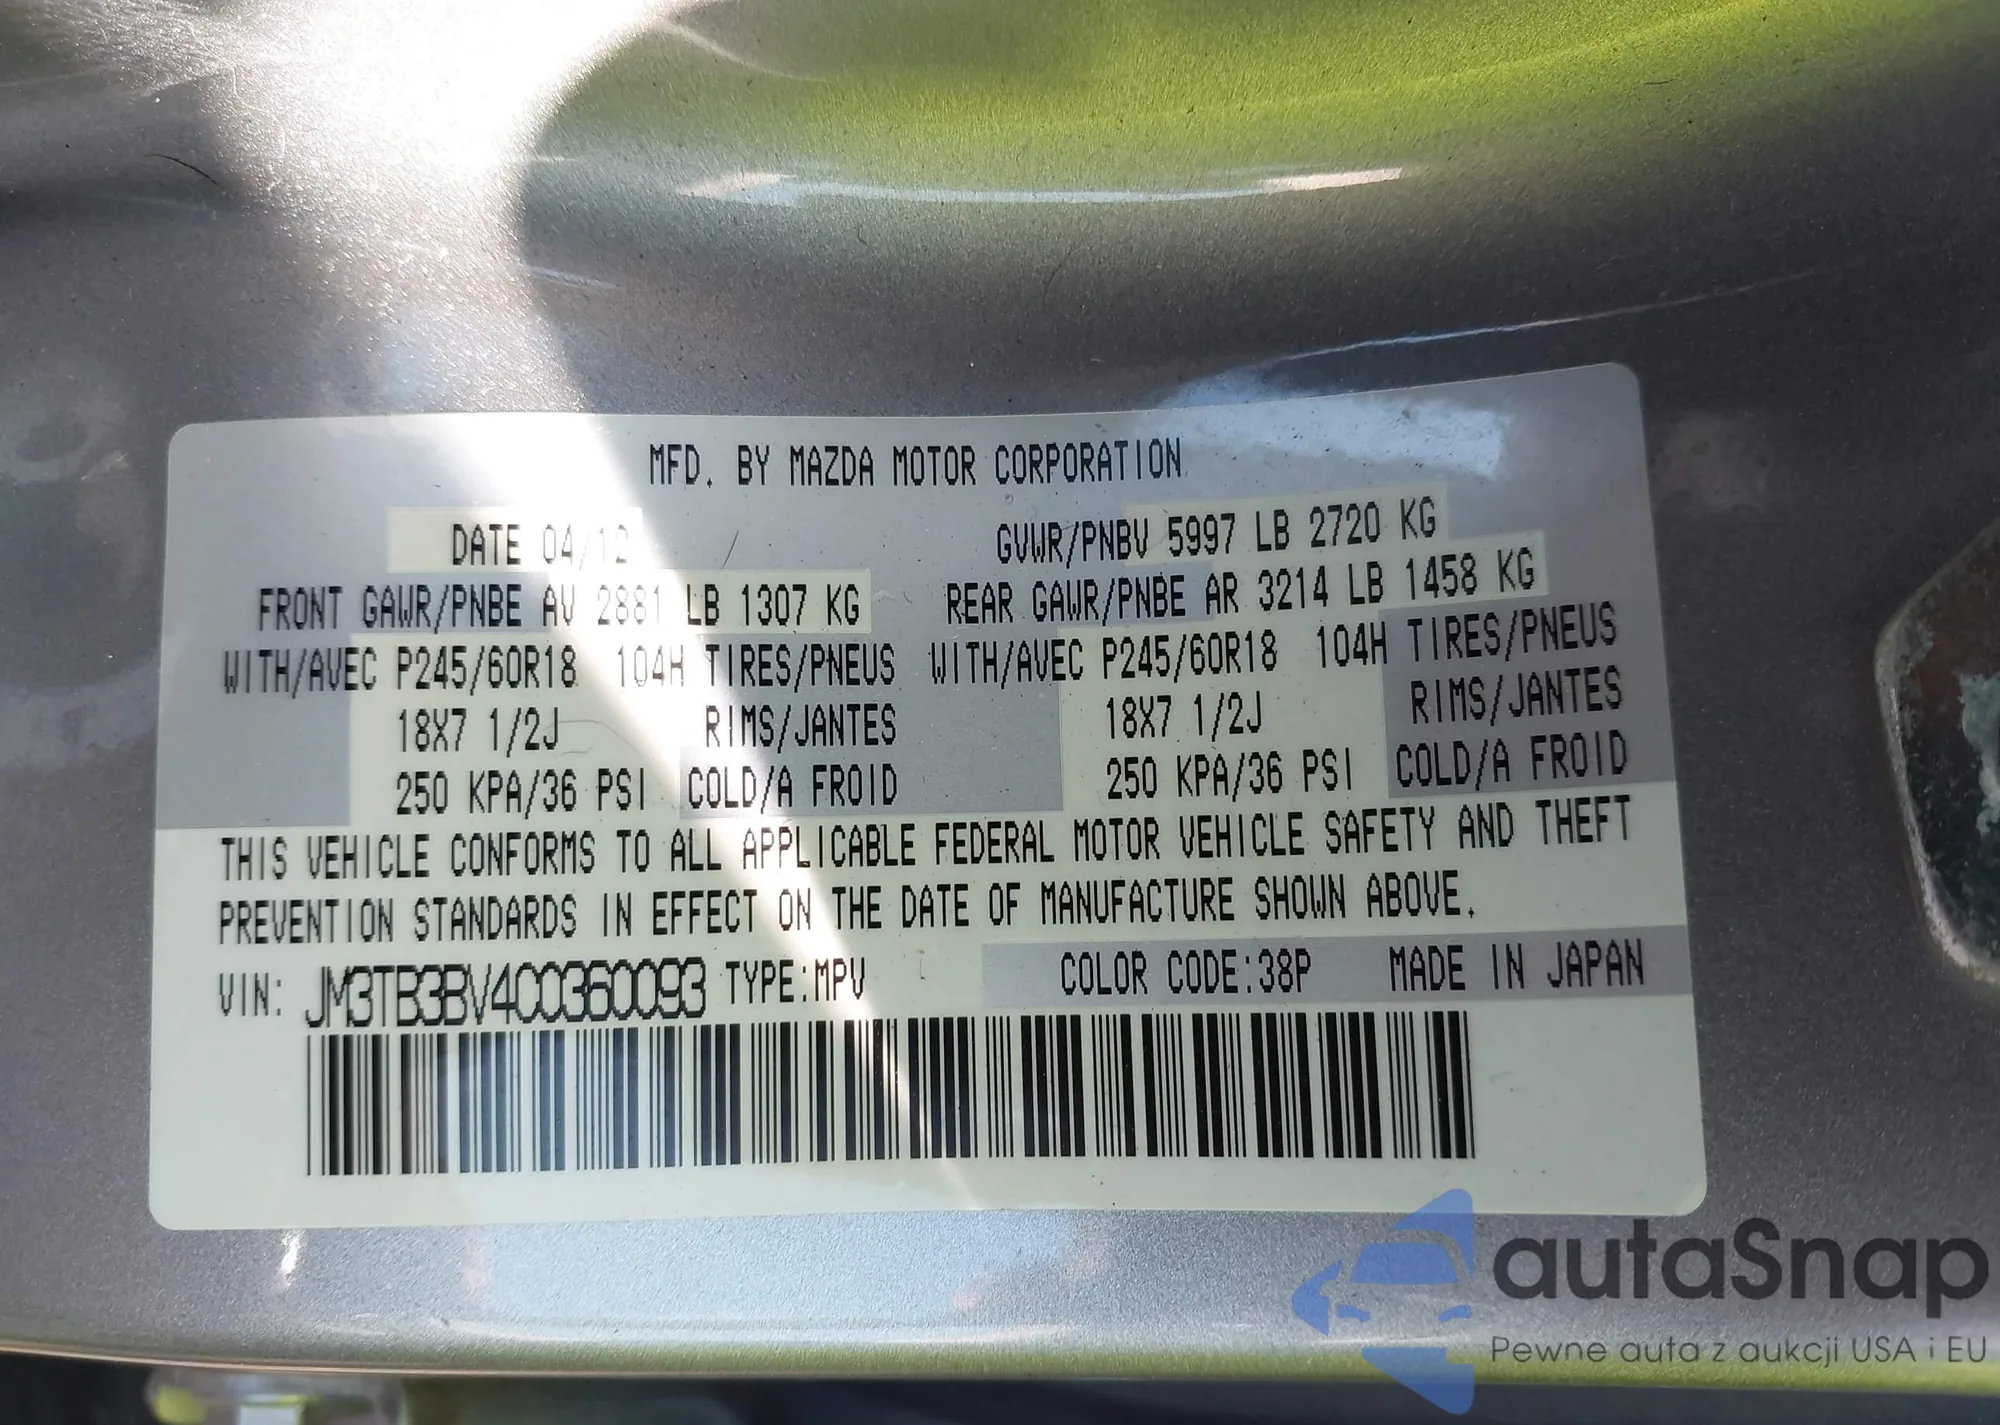 MFD. BY MAZDA MOTOR CORPORATION
DATE 04/12 GVWR/PNBV 5997 LB 2720 KG
FRONT GAWR/PNBE AV 2881 LB 1307 KG REAR GAWR/PNBE AR 3214 LB 1458 KG
WITH/AVEC P245/60R18 104H TIRES/PNEUS WITH/AVEC P245/60R18 104H TIRES/PNEUS
18X7 1/2J RIMS/JANTES 18X7 1/2J RIMS/JANTES
250 KPA/36 PSI COLD/A FROID 250 KPA/36 PSI COLD/A FROID
THIS VEHICLE CONFORMS TO ALL APPLICABLE FEDERAL MOTOR VEHICLE SAFETY AND THEFT
PREVENTION STANDARDS IN EFFECT ON THE DATE OF MANUFACTURE SHOWN ABOVE.
VIN: JM3TB3BV4C0360093 TYPE:MPV COLOR CODE:38P MADE IN JAPAN
autaSnap
Pewne auta z aukcji USA i EU